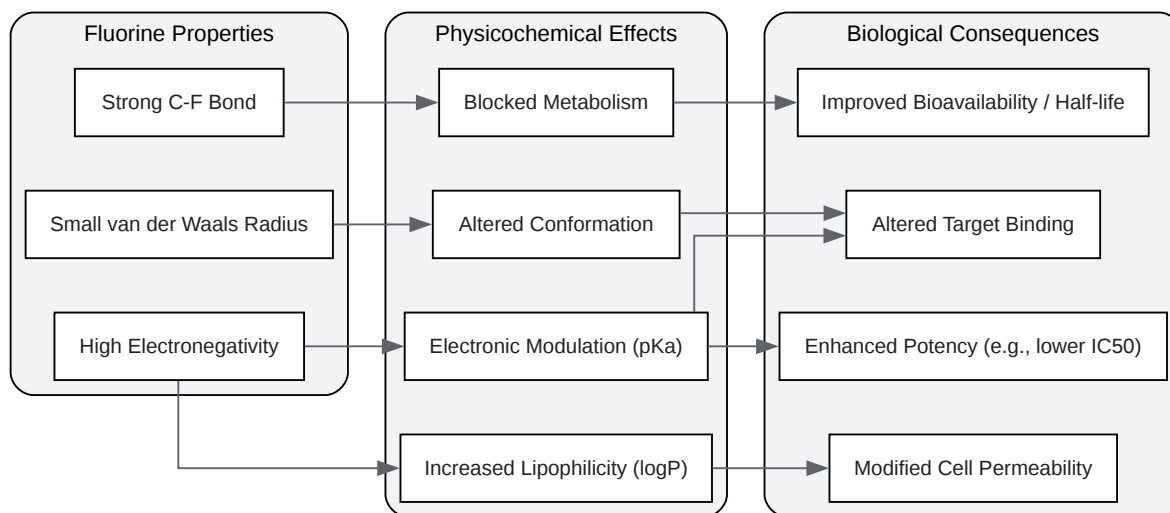 Fluorine Properties
Strong C-F Bond
Small van der Waals Radius
High Electronegativity
Physicochemical Effects
Blocked Metabolism
Altered Conformation
Electronic Modulation (pKa)
Increased Lipophilicity (logP)
Biological Consequences
Improved Bioavailability / Half-life
Altered Target Binding
Enhanced Potency (e.g., lower IC50)
Modified Cell Permeability